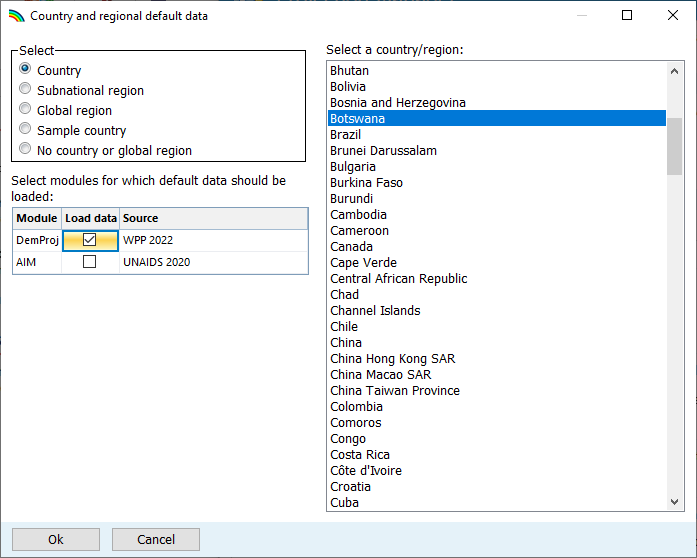 Country and regional default data
Select
Country
Subnational region
Global region
Sample country
No country or global region
Select modules for which default data should be
loaded:
Module Load data Source
DemProj WPP 2022
AIM UNAIDS 2020
Select a country/region:
Bhutan
Bolivia
Bosnia and Herzegovina
Botswana
Brazil
Brunei Darussalam
Bulgaria
Burkina Faso
Burundi
Cambodia
Cameroon
Canada
Cape Verde
Central African Republic
Chad
Channel Islands
Chile
China
China Hong Kong SAR
China Macao SAR
China Taiwan Province
Colombia
Comoros
Congo
Costa Rica
Côte d'Ivoire
Croatia
Cuba
Ok Cancel